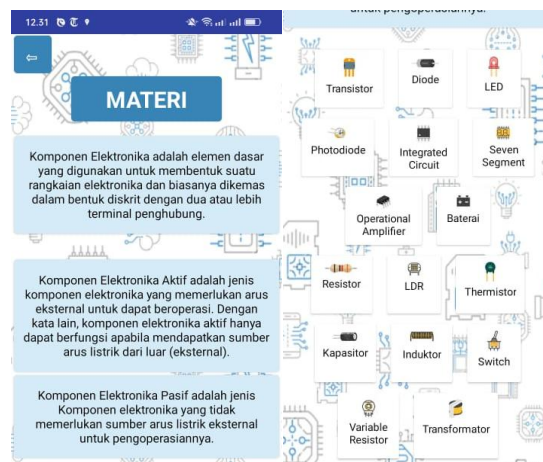 12.31
MATERI
Komponen Elektronika adalah elemen dasar
yang digunakan untuk membentuk suatu
rangkaian elektronika dan biasanya dikemas
dalam bentuk diskrit dengan dua atau lebih
terminal penghubung.
Komponen Elektronika Aktif adalah jenis
komponen elektronika yang memerlukan arus
eksternal untuk dapat beroperasi. Dengan
kata lain, komponen elektronika aktif hanya
dapat berfungsi apabila mendapatkan sumber
arus listrik dari luar (eksternal).
Komponen Elektronika Pasif adalah jenis
Komponen elektronika yang tidak
memerlukan sumber arus listrik eksternal
untuk pengoperasiannya.
untuk pengoperasiannya.
Transistor
Diode
LED
Photodiode
Integrated
Circuit
Seven
Segment
Operational
Amplifier
Baterai
Resistor
LDR
Thermistor
Kapasitor
Induktor
Switch
Variable
Resistor
Transformator